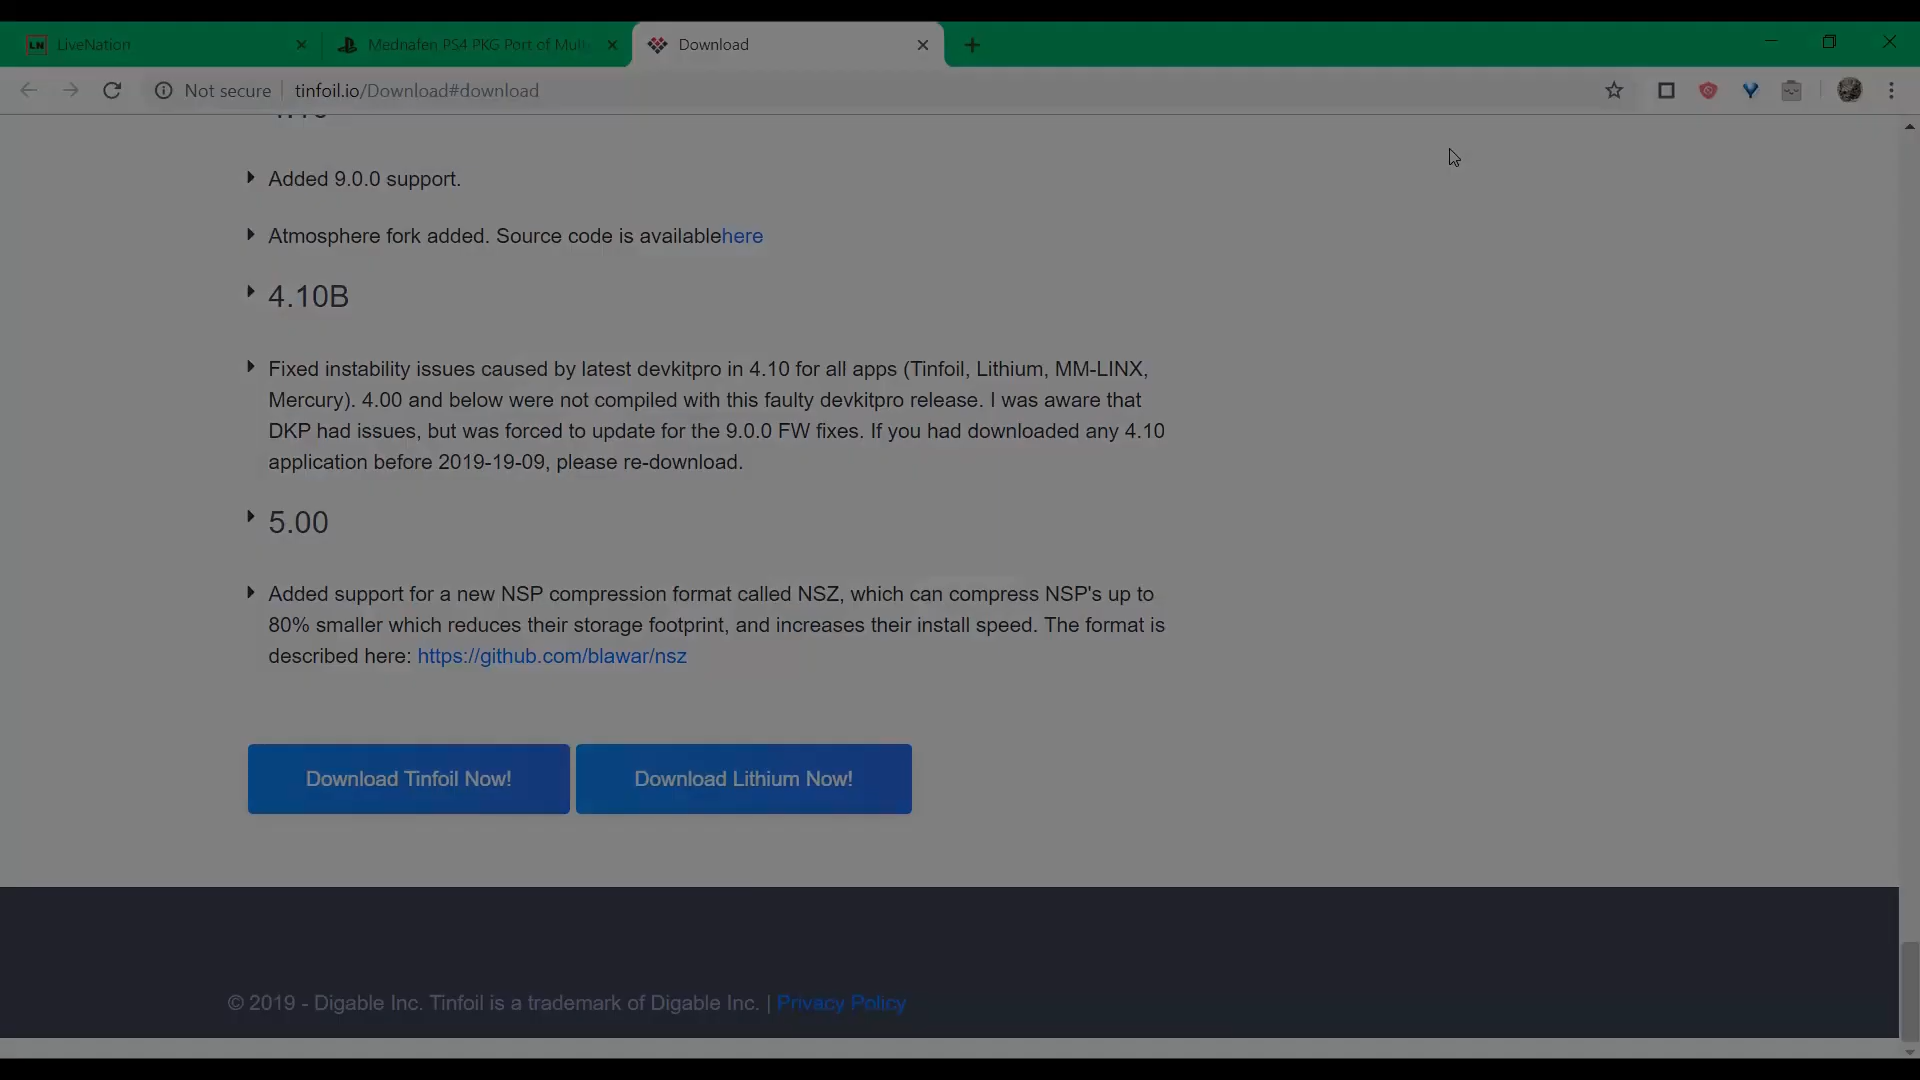 LN LiveNation
Mednafen PS4 PKG Port of Mult
Download
Not secure
tinfoil.io/Download#download
Added 9.0.0 support.
Atmosphere fork added. Source code is availablehere
4.10B
Fixed instability issues caused by latest devkitpro in 4.10 for all apps (Tinfoil, Lithium, MM-LINX,
Mercury). 4.00 and below were not compiled with this faulty devkitpro release. I was aware that
DKP had issues, but was forced to update for the 9.0.0 FW fixes. If you had downloaded any 4.10
application before 2019-19-09, please re-download.
5.00
Added support for a new NSP compression format called NSZ, which can compress NSP's up to
80% smaller which reduces their storage footprint, and increases their install speed. The format is
described here: https://github.com/blawar/nsz
Download Tinfoil Now!
Download Lithium Now!
© 2019 - Digable Inc. Tinfoil is a trademark of Digable Inc. | Privacy Policy